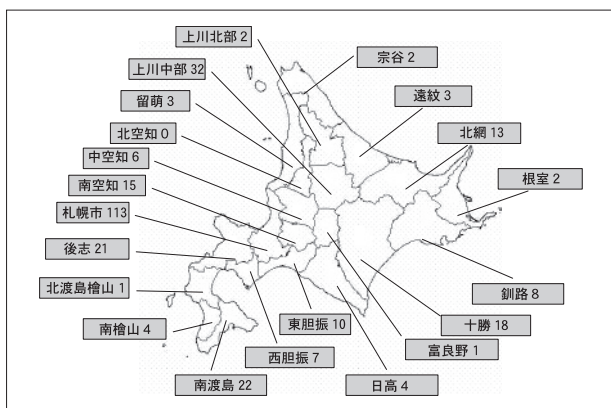 上川北部 2
宗谷 2
上川中部 32
遠紋 3
留萌 3
北網 13
北空知 0
中空知 6
根室 2
南空知 15
札幌市 113
後志 21
釧路 8
北渡島檜山 1
十勝 18
南檜山 4
東胆振 10
富良野 1
西胆振 7
南渡島 22
日高 4